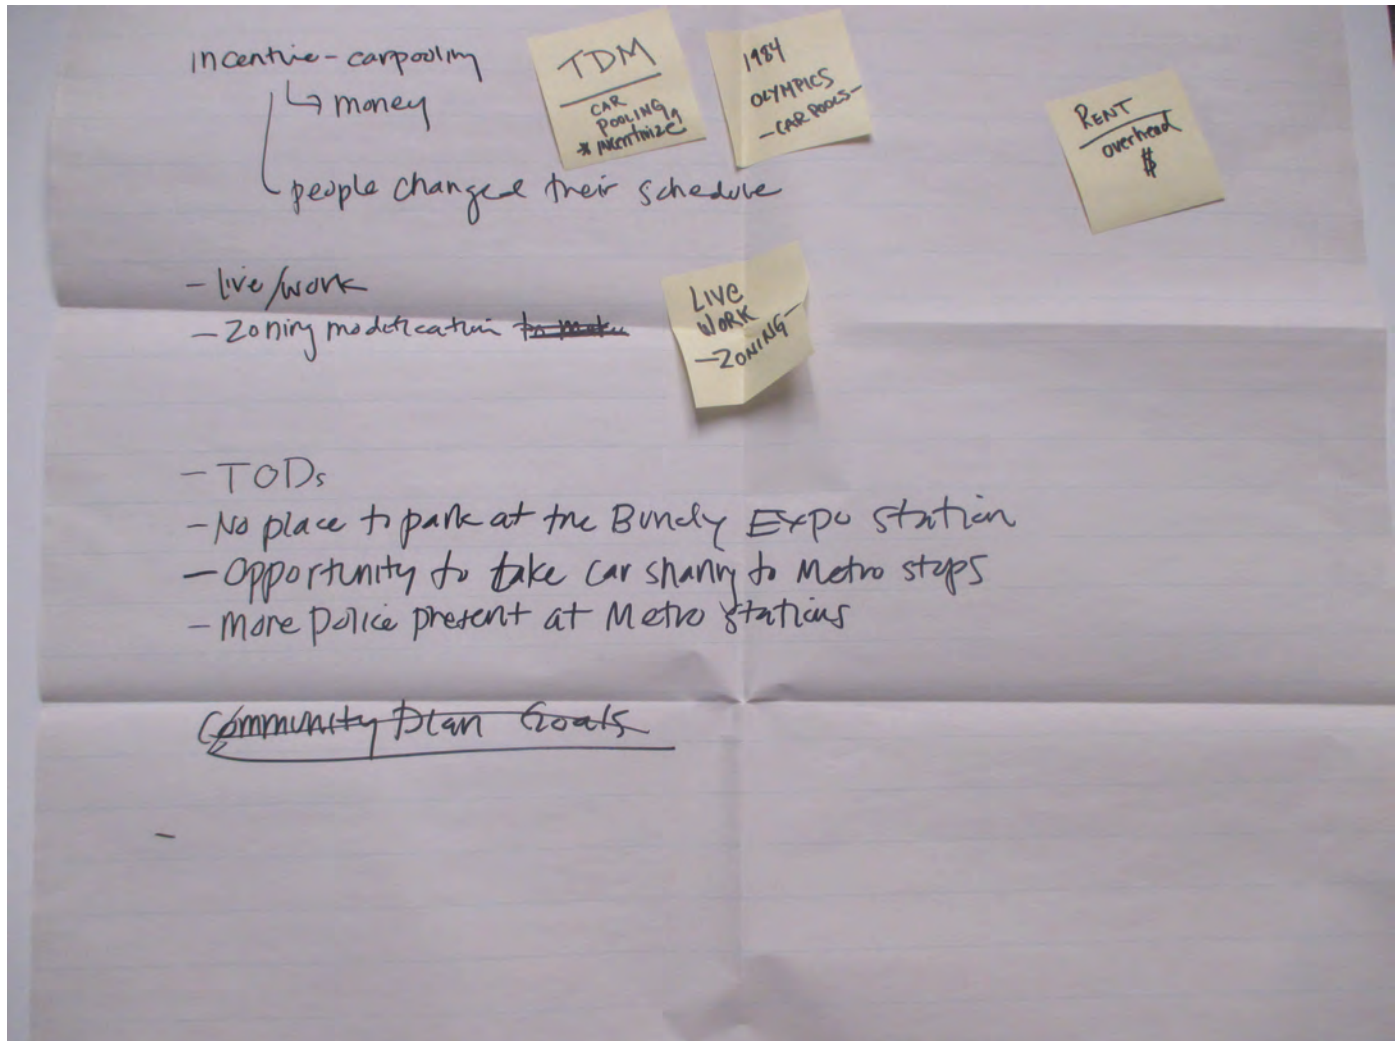 incentive - carpooling
↳ money
people changed their schedule
TDM
CAR
POOLING
* incentivize
1984
OLYMPICS
- CAR POOLS -
RENT
overhead
$
- live/work
- Zoning modification
LIVE
WORK
- ZONING -
- TODs
- No place to park at the Bundy Expo station
- Opportunity to take car sharing to Metro stops
- more police present at Metro stations
Community Plan Goals
-